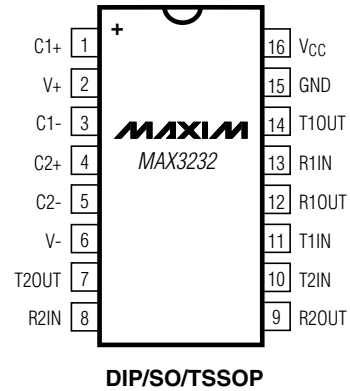 C1+ 1 + 16 VCC
V+ 2 15 GND
C1- 3 MAXIM 14 T1OUT
C2+ 4 MAX3232 13 R1IN
C2- 5 12 R1OUT
V- 6 11 T1IN
T2OUT 7 10 T2IN
R2IN 8 9 R2OUT
DIP/SO/TSSOP